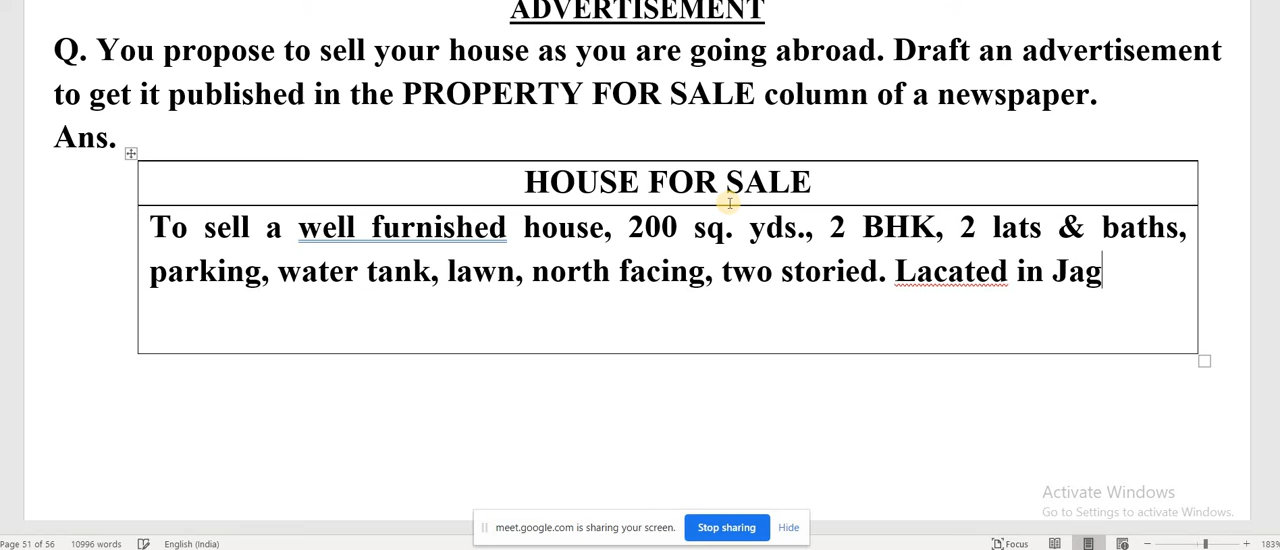 ADVERTISEMENT
Q. You propose to sell your house as you are going abroad. Draft an advertisement
to get it published in the PROPERTY FOR SALE column of a newspaper.
Ans.
HOUSE FOR SALE
To sell a well furnished house, 200 sq. yds., 2 BHK, 2 lats & baths,
parking, water tank, lawn, north facing, two storied. Lacated in Jag
Activate Windows
Go to Settings to activate Windows.
meet.google.com is sharing your screen. Stop sharing Hide
Page 51 of 56 10996 words English (India) Focus 183%